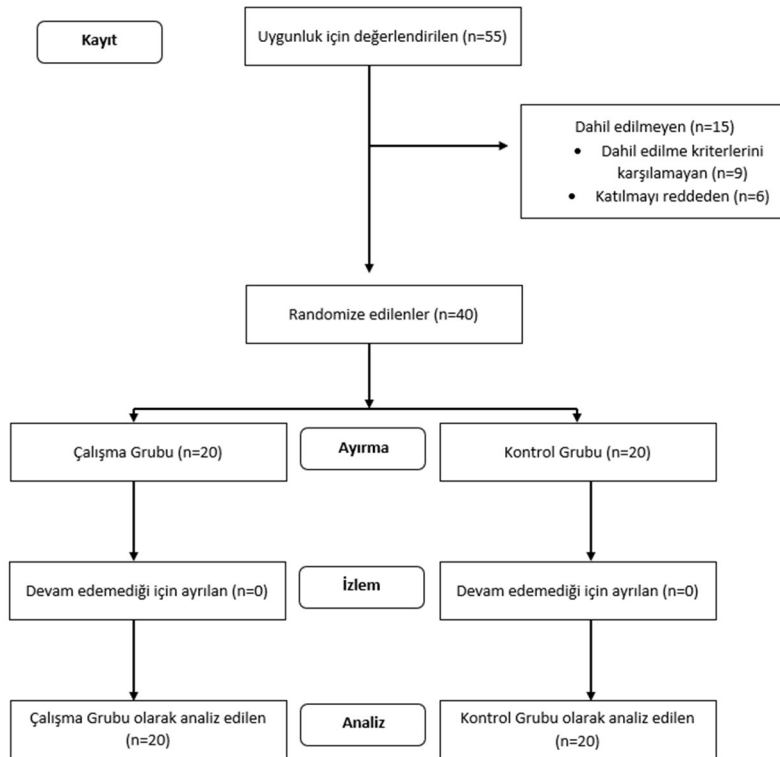 Kayıt
Uygunluk için değerlendirilen (n=55)
Dahil edilmeyen (n=15)
• Dahil edilme kriterlerini
karşılamayan (n=9)
• Katılmayı reddeden (n=6)
Randomize edilenler (n=40)
Çalışma Grubu (n=20)
Ayırma
Kontrol Grubu (n=20)
Devam edemediği için ayrılan (n=0)
İzlem
Devam edemediği için ayrılan (n=0)
Çalışma Grubu olarak analiz edilen
(n=20)
Analiz
Kontrol Grubu olarak analiz edilen
(n=20)